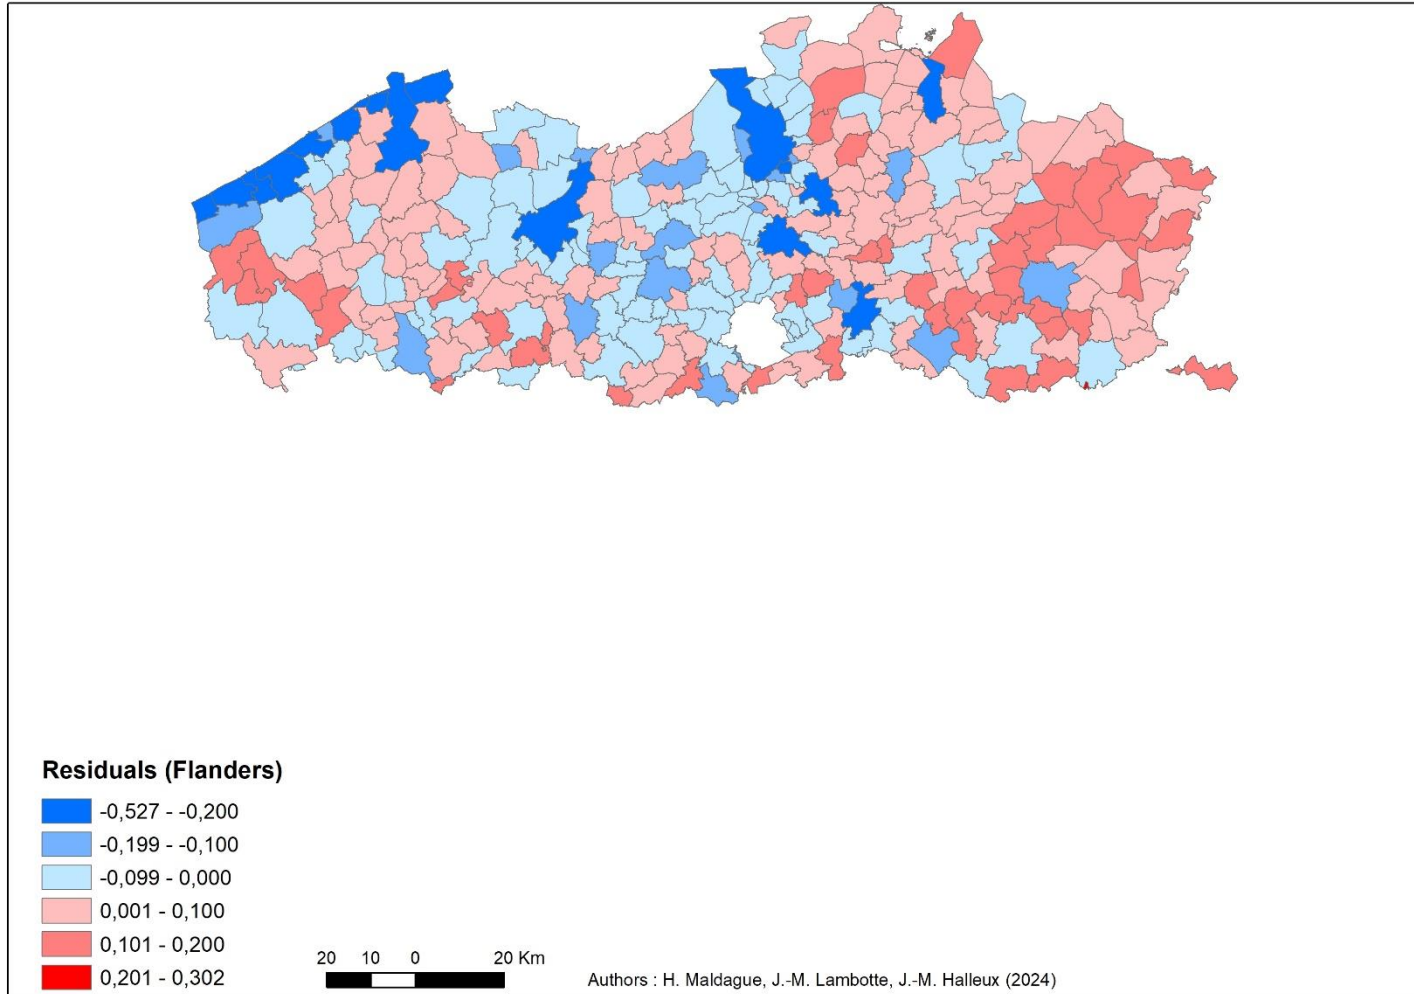 Residuals (Flanders)
-0,527 - -0,200
-0,199 - -0,100
-0,099 - 0,000
0,001 - 0,100
0,101 - 0,200
0,201 - 0,302
20 10 0 20 Km
Authors : H. Maldague, J.-M. Lambotte, J.-M. Halleux (2024)